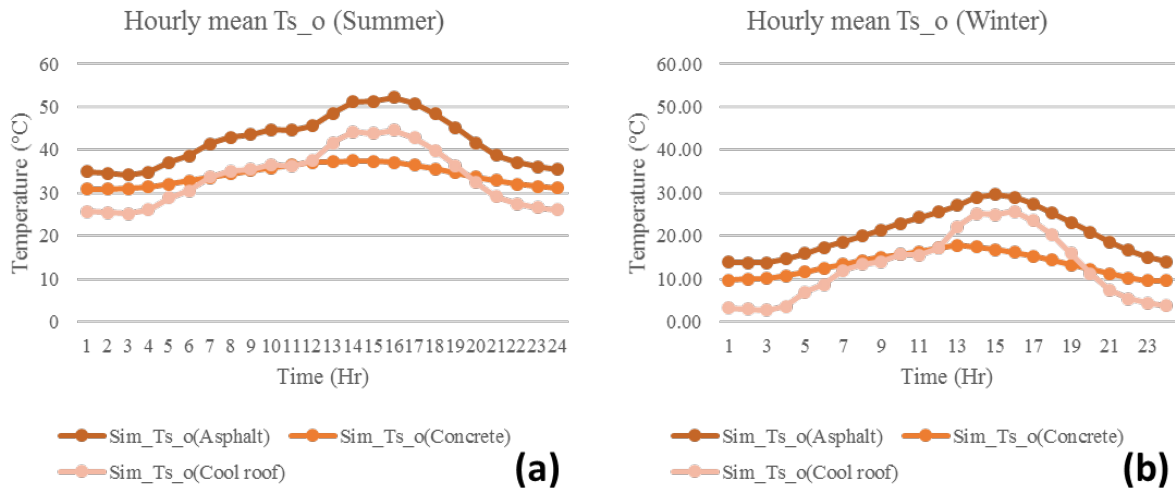 Hourly mean Ts_o (Summer)
60
50
40
30
20
10
0
Temperature (°C)
1 2 3 4 5 6 7 8 9 10 11 12 13 14 15 16 17 18 19 20 21 22 23 24
Time (Hr)
Sim_Ts_o(Asphalt) Sim_Ts_o(Concrete)
Sim_Ts_o(Cool roof)
(a)
Hourly mean Ts_o (Winter)
60.00
50.00
40.00
30.00
20.00
10.00
0.00
Temperature (°C)
1 3 5 7 9 11 13 15 17 19 21 23
Time (Hr)
Sim_Ts_o(Asphalt) Sim_Ts_o(Concrete)
Sim_Ts_o(Cool roof)
(b)